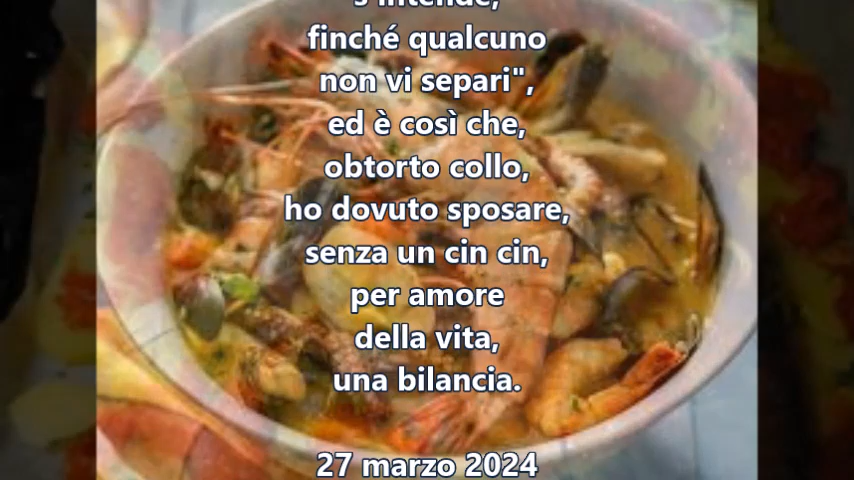 s'intende,
finché qualcuno
non vi separi",
ed è così che,
obtorto collo,
ho dovuto sposare,
senza un cin cin,
per amore
della vita,
una bilancia.
27 marzo 2024